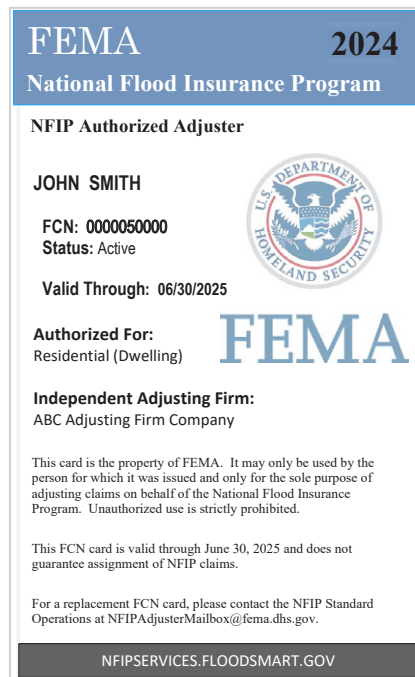 FEMA 2024
National Flood Insurance Program
NFIP Authorized Adjuster
JOHN SMITH
U.S. DEPARTMENT OF
HOMELAND SECURITY
FCN: 0000050000
Status: Active
Valid Through: 06/30/2025
FEMA
Authorized For:
Residential (Dwelling)
Independent Adjusting Firm:
ABC Adjusting Firm Company
This card is the property of FEMA. It may only be used by the
person for which it was issued and only for the sole purpose of
adjusting claims on behalf of the National Flood Insurance
Program. Unauthorized use is strictly prohibited.
This FCN card is valid through June 30, 2025 and does not
guarantee assignment of NFIP claims.
For a replacement FCN card, please contact the NFIP Standard
Operations at NFIPAdjusterMailbox@fema.dhs.gov.
NFIPSERVICES.FLOODSMART.GOV